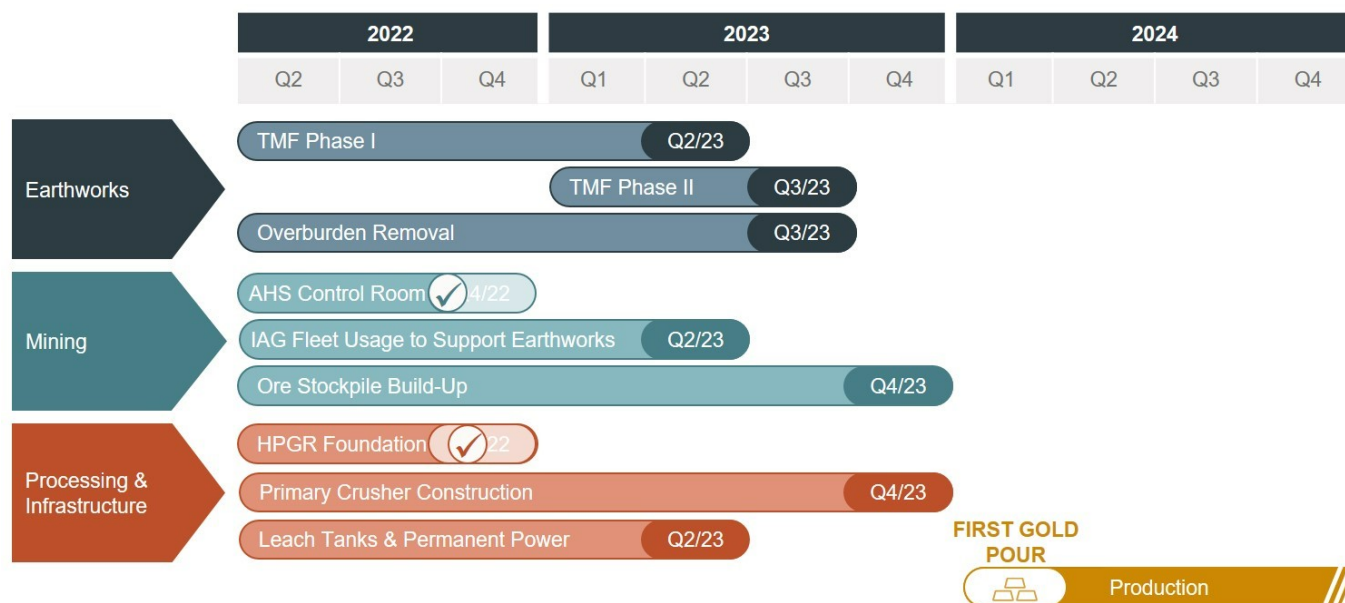 2022 2023 2024
Q2 Q3 Q4 Q1 Q2 Q3 Q4 Q1 Q2 Q3 Q4
Earthworks
TMF Phase I Q2/23
TMF Phase II Q3/23
Overburden Removal Q3/23
Mining
AHS Control Room 4/22
IAG Fleet Usage to Support Earthworks Q2/23
Ore Stockpile Build-Up Q4/23
Processing &
Infrastructure
HPGR Foundation 22
Primary Crusher Construction Q4/23
Leach Tanks & Permanent Power Q2/23
FIRST GOLD
POUR
Production